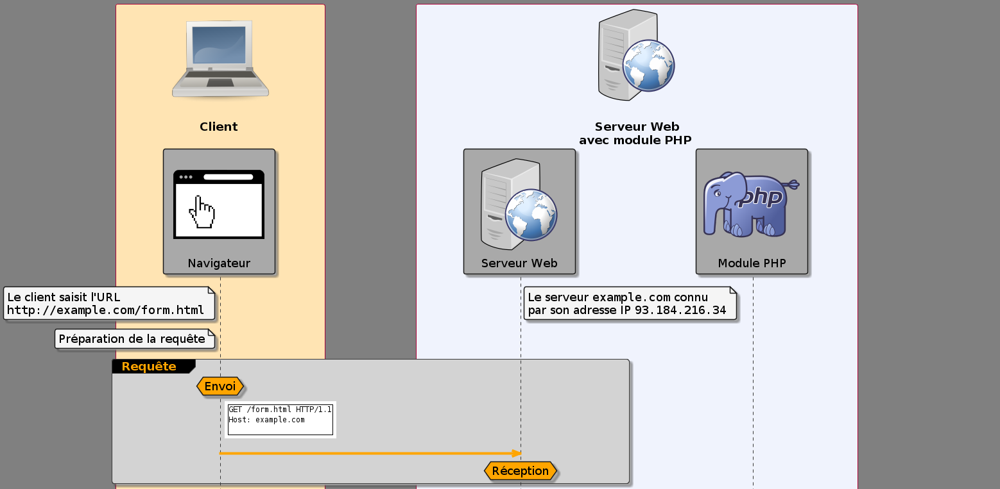 Client
Serveur Web
avec module PHP
Navigateur
Serveur Web
php
Module PHP
Le client saisit l'URL
http://example.com/form.html
Le serveur example.com connu
par son adresse IP 93.184.216.34
Préparation de la requête
Requête
Envoi
GET /form.html HTTP/1.1
Host: example.com
Réception